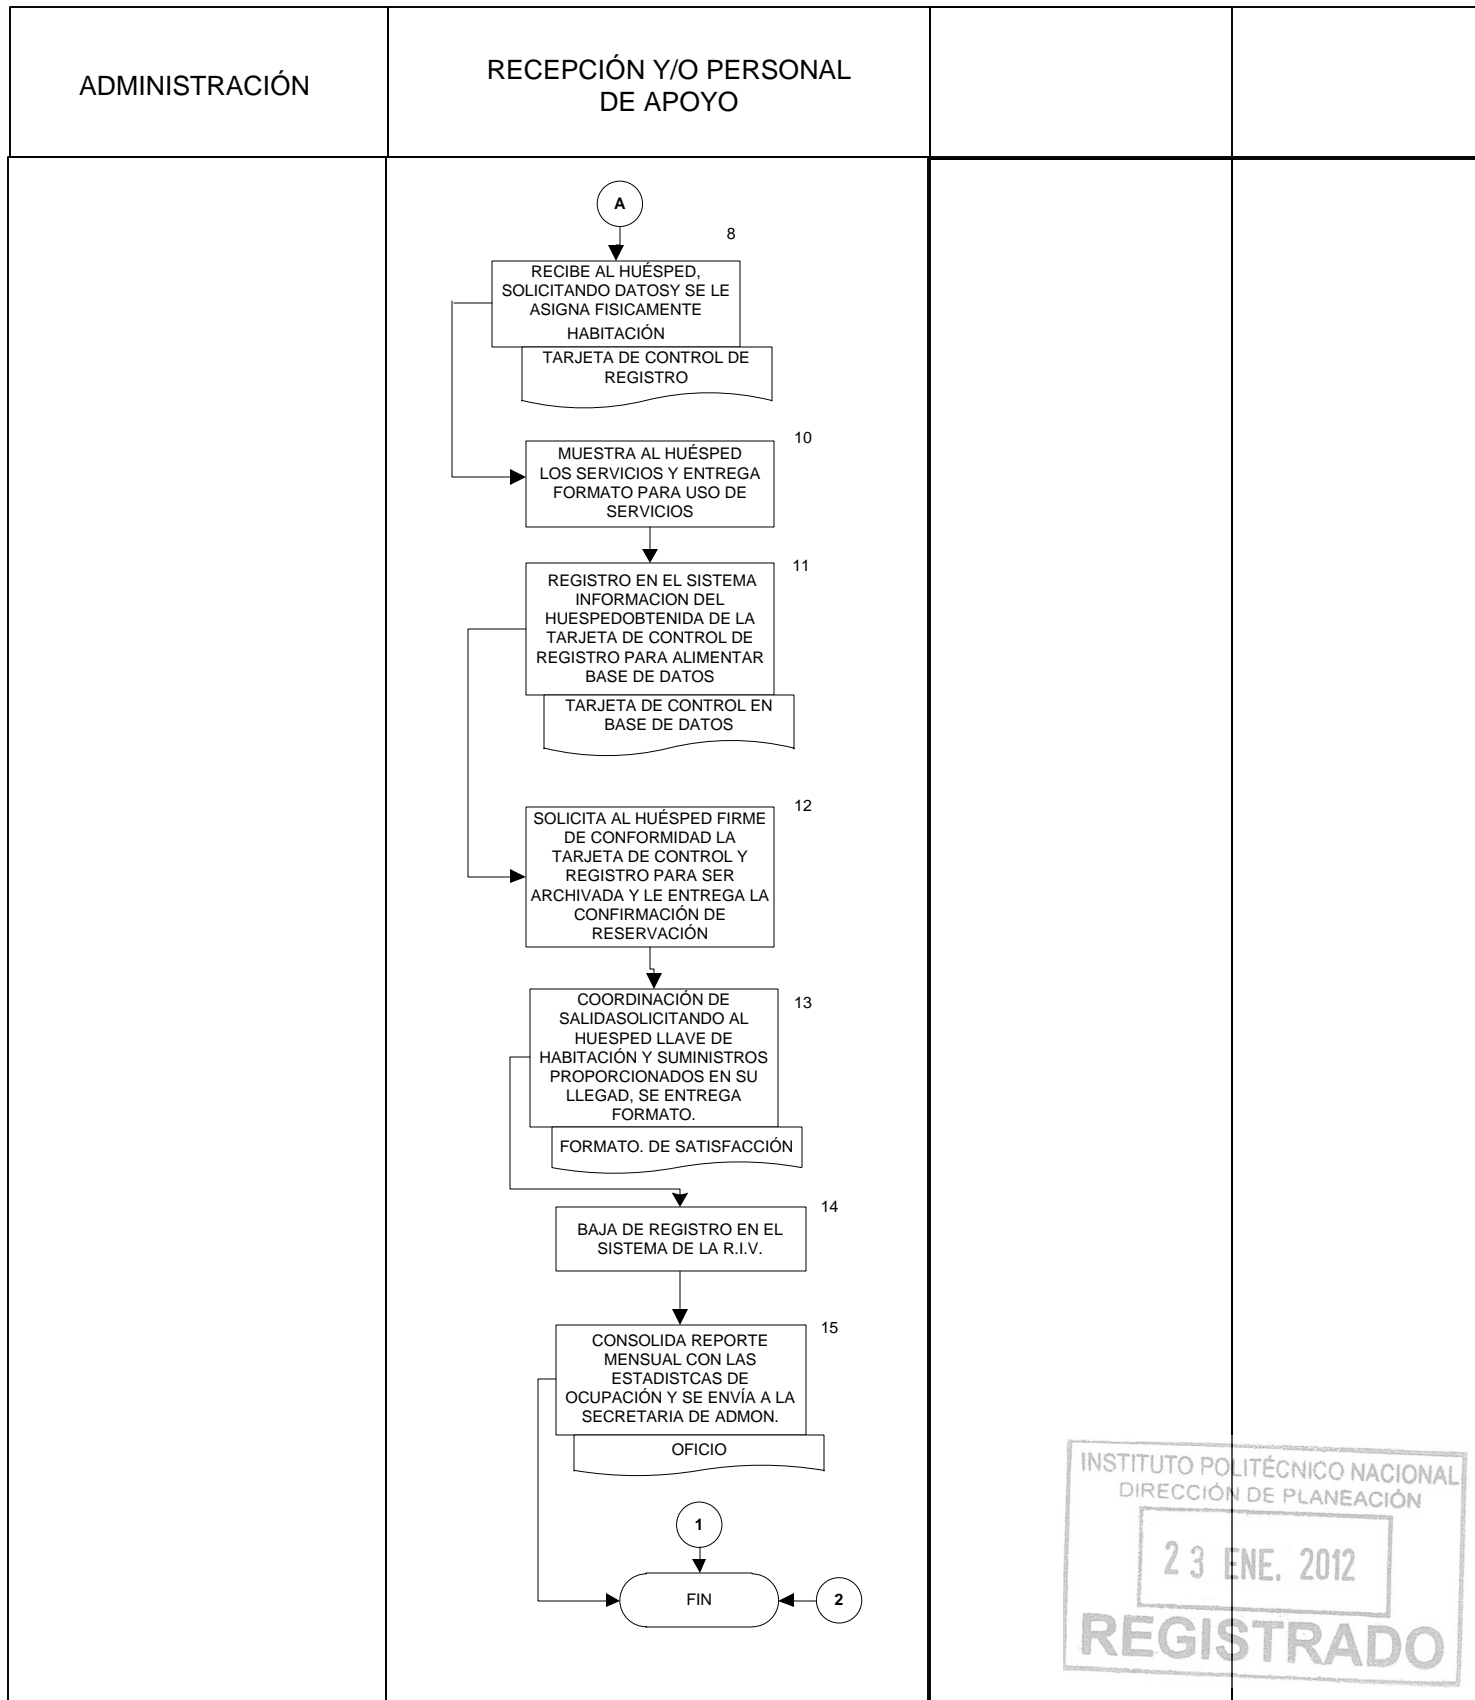 ADMINISTRACIÓN
RECEPCIÓN Y/O PERSONAL
DE APOYO
A
8
RECIBE AL HUÉSPED,
SOLICITANDO DATOSY SE LE
ASIGNA FISICAMENTE
HABITACIÓN
TARJETA DE CONTROL DE
REGISTRO
10
MUESTRA AL HUÉSPED
LOS SERVICIOS Y ENTREGA
FORMATO PARA USO DE
SERVICIOS
11
REGISTRO EN EL SISTEMA
INFORMACION DEL
HUESPEDOBTENIDA DE LA
TARJETA DE CONTROL DE
REGISTRO PARA ALIMENTAR
BASE DE DATOS
TARJETA DE CONTROL EN
BASE DE DATOS
12
SOLICITA AL HUÉSPED FIRME
DE CONFORMIDAD LA
TARJETA DE CONTROL Y
REGISTRO PARA SER
ARCHIVADA Y LE ENTREGA LA
CONFIRMACIÓN DE
RESERVACIÓN
13
COORDINACIÓN DE
SALIDASOLICITANDO AL
HUESPED LLAVE DE
HABITACIÓN Y SUMINISTROS
PROPORCIONADOS EN SU
LLEGAD, SE ENTREGA
FORMATO.
FORMATO. DE SATISFACCIÓN
14
BAJA DE REGISTRO EN EL
SISTEMA DE LA R.I.V.
15
CONSOLIDA REPORTE
MENSUAL CON LAS
ESTADISTCAS DE
OCUPACIÓN Y SE ENVÍA A LA
SECRETARIA DE ADMON.
OFICIO
1
FIN
2
INSTITUTO POLITÉCNICO NACIONAL
DIRECCIÓN DE PLANEACIÓN
23 ENE. 2012
REGISTRADO